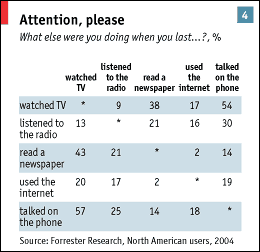 Attention, please
4
What else were you doing when you last...?, %
watched TV
listened to the radio
read a newspaper
used the internet
talked on the phone
watched TV * 9 38 17 54
listened to the radio 13 * 21 16 30
read a newspaper 43 21 * 2 14
used the internet 20 17 2 * 19
talked on the phone 57 25 14 18 *
Source: Forrester Research, North American users, 2004